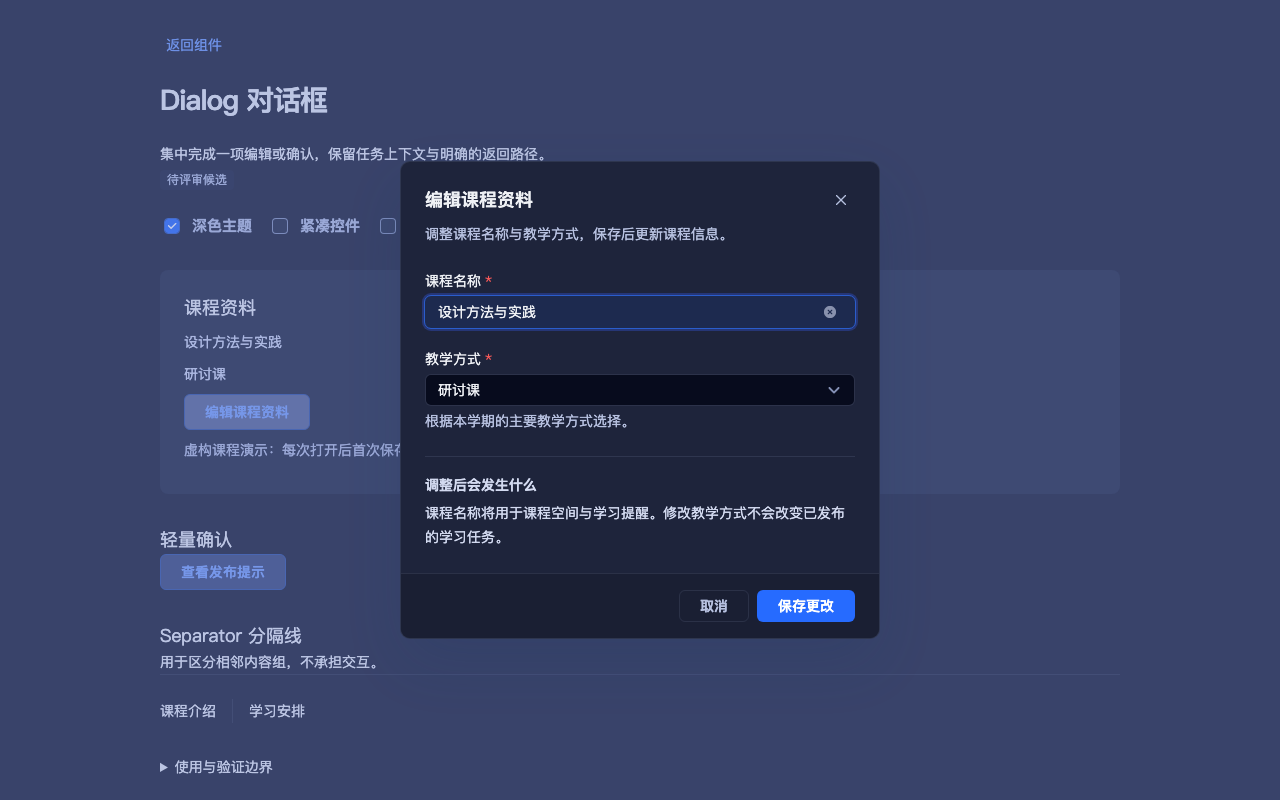 返回组件
Dialog 对话框
集中完成一项编辑或确认，保留任务上下文与明确的返回路径。
待评审候选
深色主题
紧凑控件
课程资料
设计方法与实践
研讨课
编辑课程资料
虚构课程演示：每次打开后首次保存
轻量确认
查看发布提示
Separator 分隔线
用于区分相邻内容组，不承担交互。
课程介绍
学习安排
使用与验证边界
编辑课程资料
调整课程名称与教学方式，保存后更新课程信息。
课程名称 *
设计方法与实践
教学方式 *
研讨课
根据本学期的主要教学方式选择。
调整后会发生什么
课程名称将用于课程空间与学习提醒。修改教学方式不会改变已发布
的学习任务。
取消
保存更改